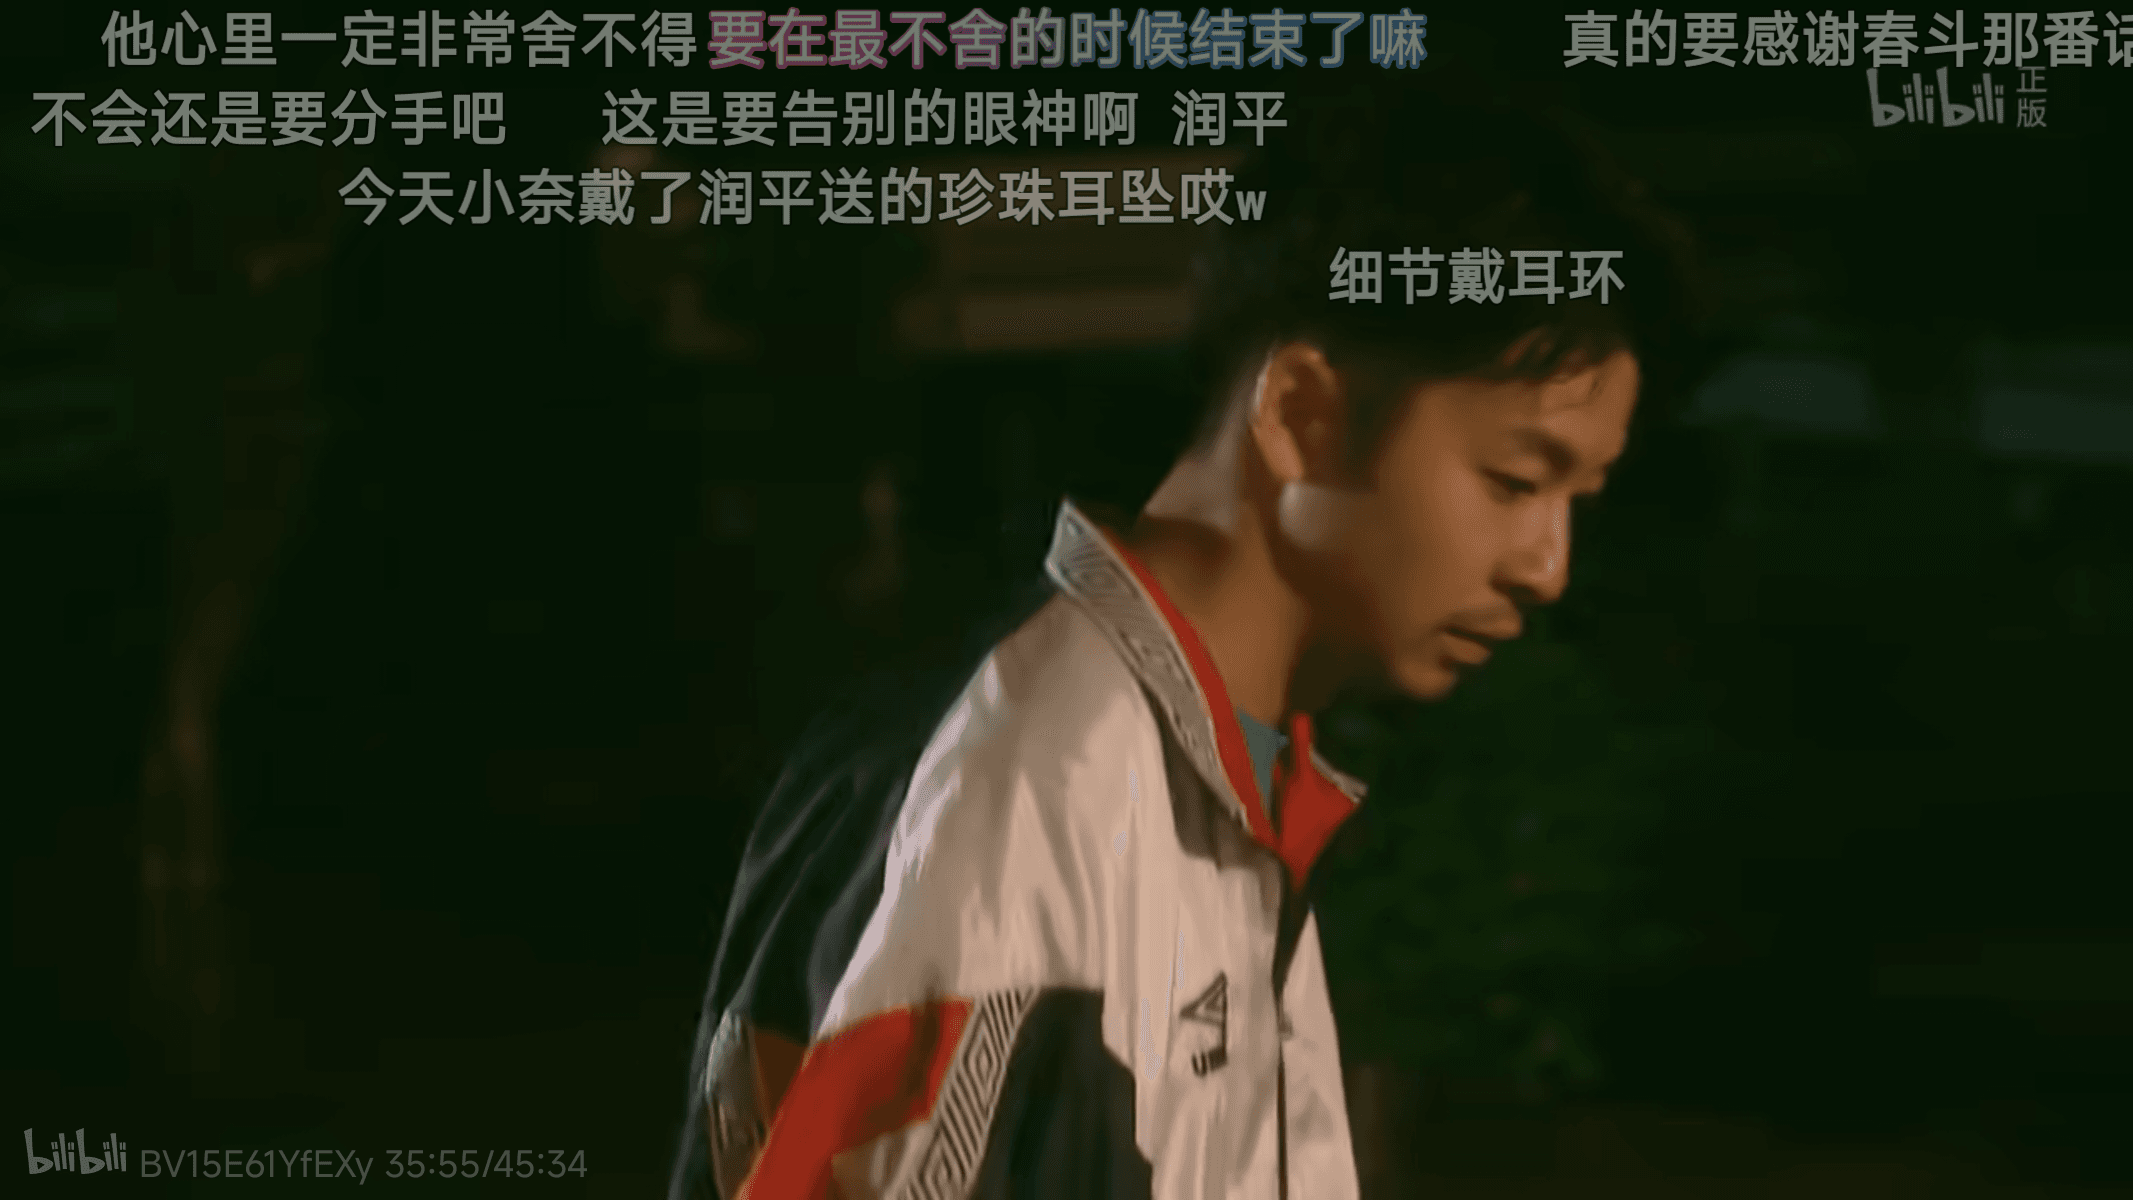 他心里一定非常舍不得 要在最不舍的时候结束了嘛 真的要感谢春斗那番话
bilibili 正版
不会还是要分手吧 这是要告别的眼神啊 润平
今天小奈戴了润平送的珍珠耳坠哎w
细节戴耳环
bilibili BV15E61YfEXy 35:55/45:34